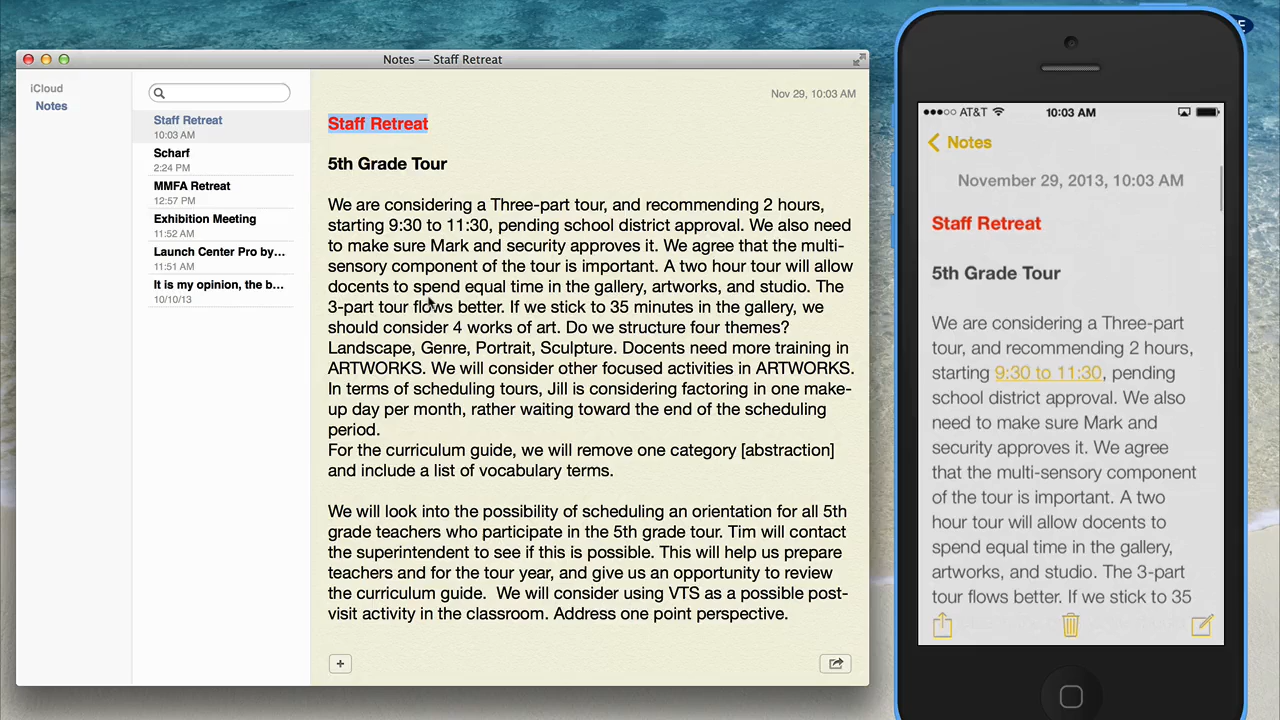 Notes — Staff Retreat
iCloud
Notes
Staff Retreat
10:03 AM
Scharf
2:24 PM
MMFA Retreat
12:57 PM
Exhibition Meeting
11:52 AM
Launch Center Pro by...
11:51 AM
It is my opinion, the b...
10/10/13
Nov 29, 10:03 AM
Staff Retreat
5th Grade Tour
We are considering a Three-part tour, and recommending 2 hours,
starting 9:30 to 11:30, pending school district approval. We also need
to make sure Mark and security approves it. We agree that the multi-
sensory component of the tour is important. A two hour tour will allow
docents to spend equal time in the gallery, artworks, and studio. The
3-part tour flows better. If we stick to 35 minutes in the gallery, we
should consider 4 works of art. Do we structure four themes?
Landscape, Genre, Portrait, Sculpture. Docents need more training in
ARTWORKS. We will consider other focused activities in ARTWORKS.
In terms of scheduling tours, Jill is considering factoring in one make-
up day per month, rather waiting toward the end of the scheduling
period.
For the curriculum guide, we will remove one category [abstraction]
and include a list of vocabulary terms.
We will look into the possibility of scheduling an orientation for all 5th
grade teachers who participate in the 5th grade tour. Tim will contact
the superintendent to see if this is possible. This will help us prepare
teachers and for the tour year, and give us an opportunity to review
the curriculum guide.  We will consider using VTS as a possible post-
visit activity in the classroom. Address one point perspective.
+
AT&T 10:03 AM
Notes
November 29, 2013, 10:03 AM
Staff Retreat
5th Grade Tour
We are considering a Three-part
tour, and recommending 2 hours,
starting 9:30 to 11:30, pending
school district approval. We also
need to make sure Mark and
security approves it. We agree
that the multi-sensory component
of the tour is important. A two
hour tour will allow docents to
spend equal time in the gallery,
artworks, and studio. The 3-part
tour flows better. If we stick to 35